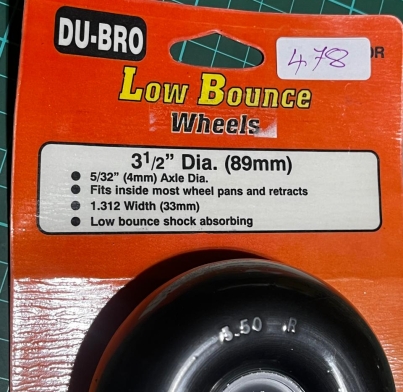 DU-BRO
478
OR
Low Bounce
Wheels
3 1/2" Dia. (89mm)
● 5/32" (4mm) Axle Dia.
● Fits inside most wheel pans and retracts
● 1.312 Width (33mm)
● Low bounce shock absorbing
3.50 R